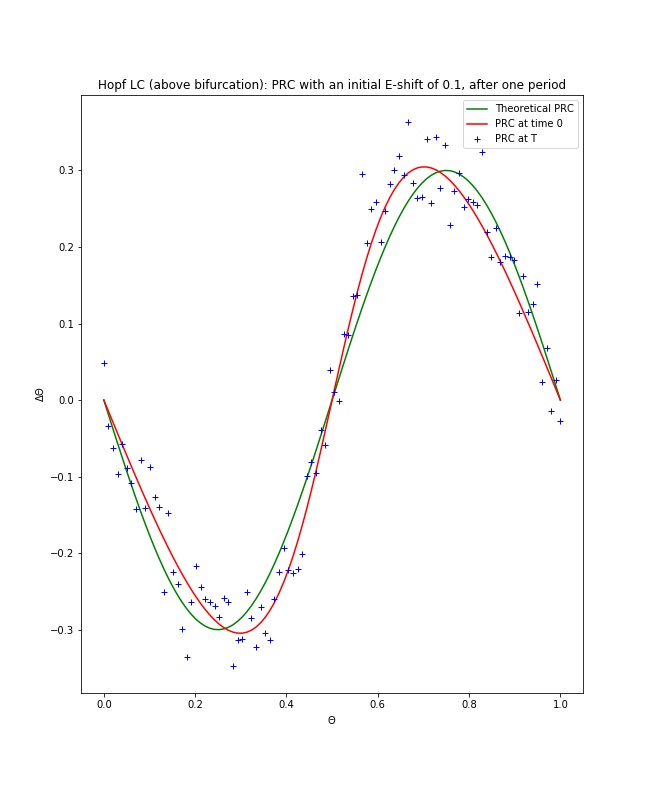 Hopf LC (above bifurcation): PRC with an initial E-shift of 0.1, after one period
Theoretical PRC
PRC at time 0
PRC at T
0.3
0.2
0.1
0.0
−0.1
−0.2
−0.3
ΔΘ
0.0 0.2 0.4 0.6 0.8 1.0
Θ